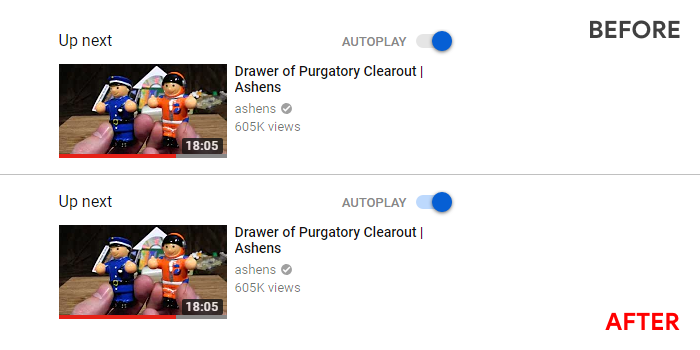 BEFORE
Up next
AUTOPLAY
Drawer of Purgatory Clearout |
Ashens
ashens
605K views
18:05
Up next
AUTOPLAY
Drawer of Purgatory Clearout |
Ashens
ashens
605K views
18:05
AFTER